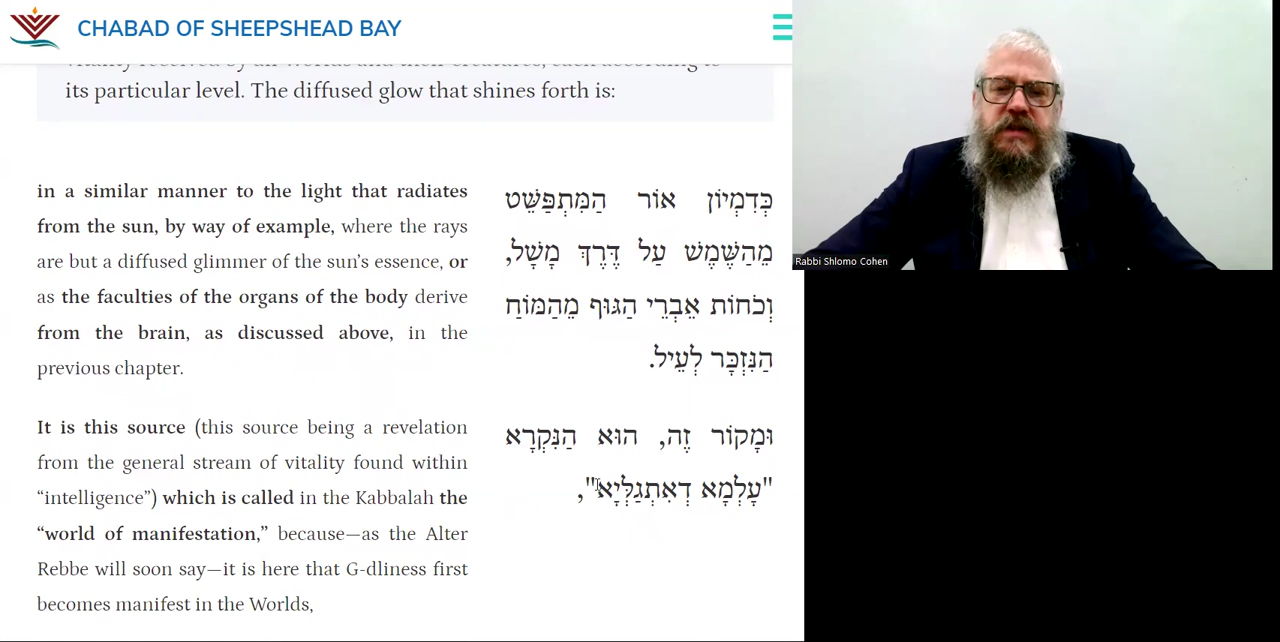 CHABAD OF SHEEPSHEAD BAY
its particular level. The diffused glow that shines forth is:
in a similar manner to the light that radiates
from the sun, by way of example, where the rays
are but a diffused glimmer of the sun’s essence, or
as the faculties of the organs of the body derive
from the brain, as discussed above, in the
previous chapter.
כְּדִמְיוֹן אוֹר הַמִּתְפַּשֵּׁט
מֵהַשֶּׁמֶשׁ עַל דֶּרֶךְ מָשָׁל,
וְכֹחוֹת אֵבְרֵי הַגּוּף מֵהַמּוֹחַ
הַנִּזְכָּר לְעֵיל.
It is this source (this source being a revelation
from the general stream of vitality found within
“intelligence”) which is called in the Kabbalah the
“world of manifestation,” because—as the Alter
Rebbe will soon say—it is here that G-dliness first
becomes manifest in the Worlds,
וּמָקוֹר זֶה, הוּא הַנִּקְרָא
"עָלְמָא דְאִתְגַּלְּיָא",
Rabbi Shlomo Cohen